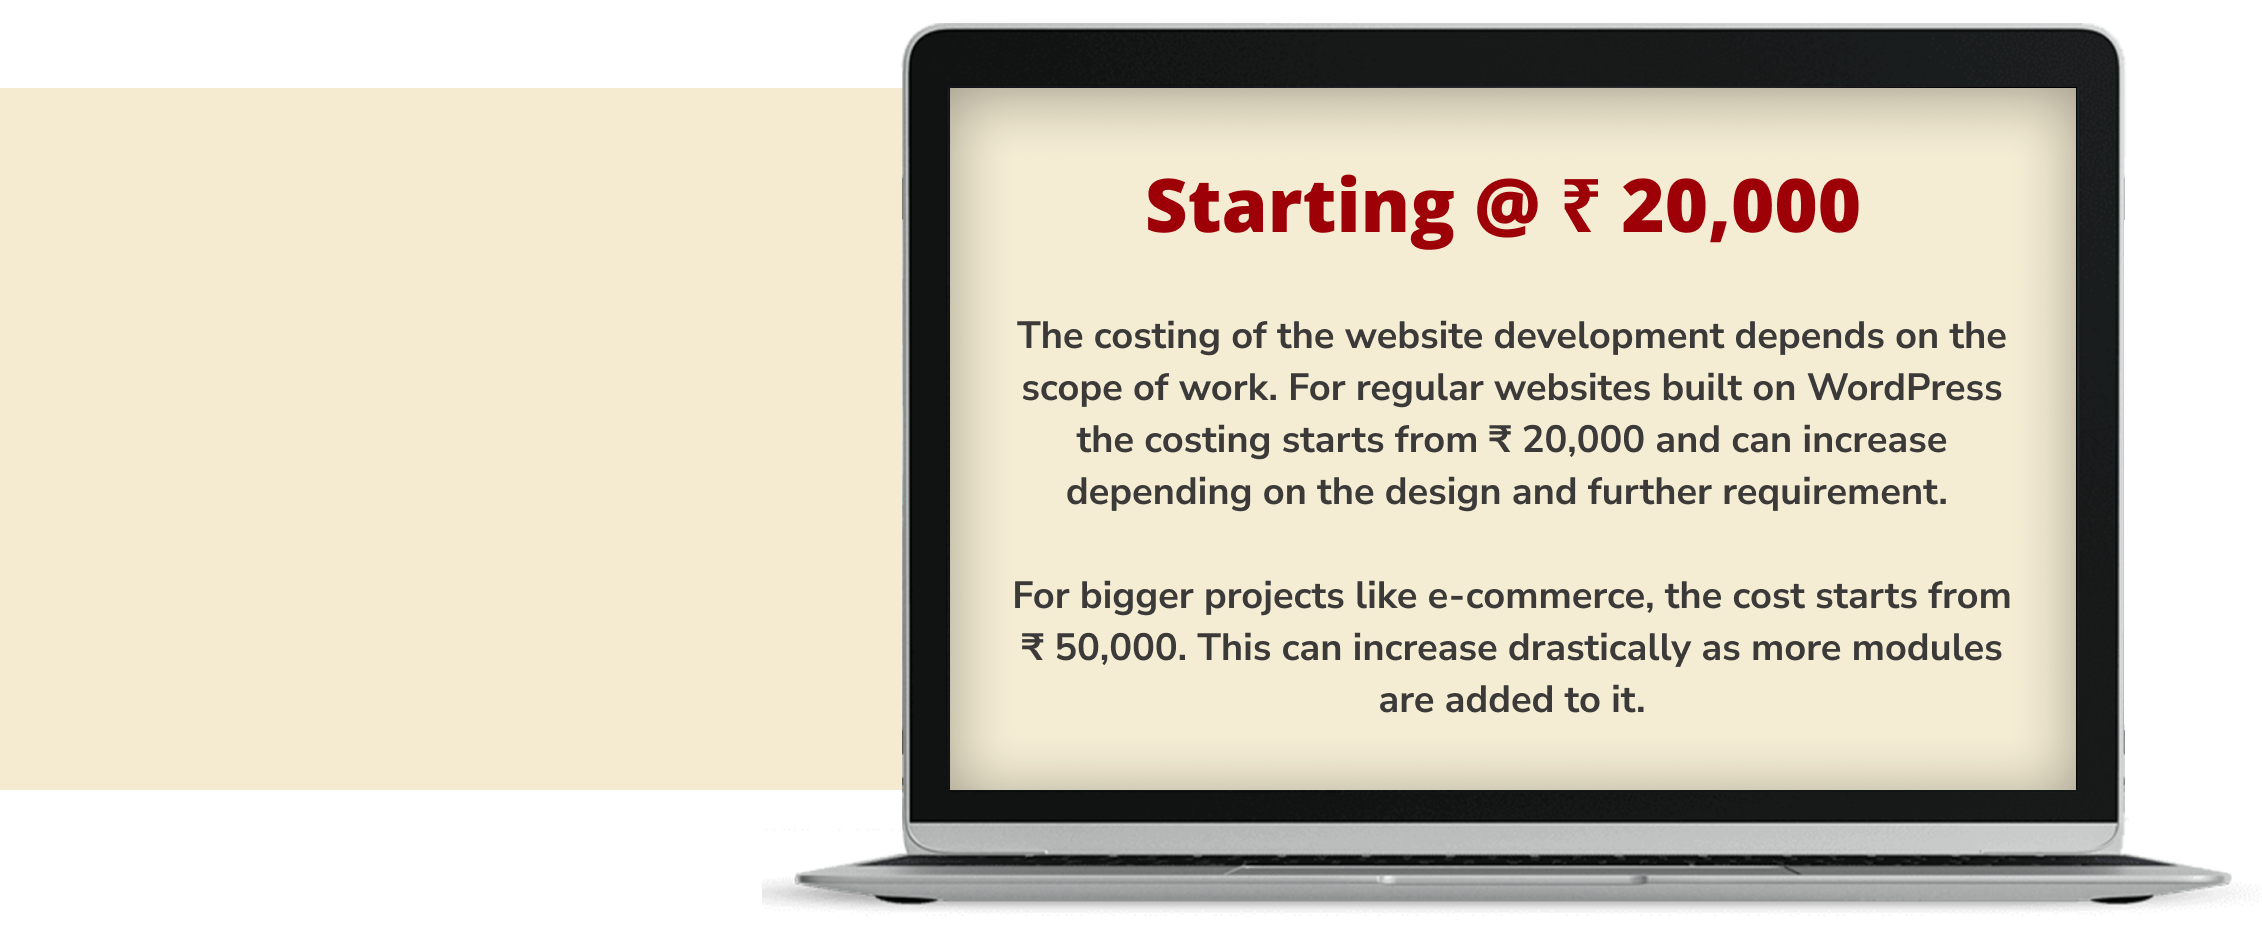 Starting @ ₹ 20,000
The costing of the website development depends on the
scope of work. For regular websites built on WordPress
the costing starts from ₹ 20,000 and can increase
depending on the design and further requirement.
For bigger projects like e-commerce, the cost starts from
₹ 50,000. This can increase drastically as more modules
are added to it.